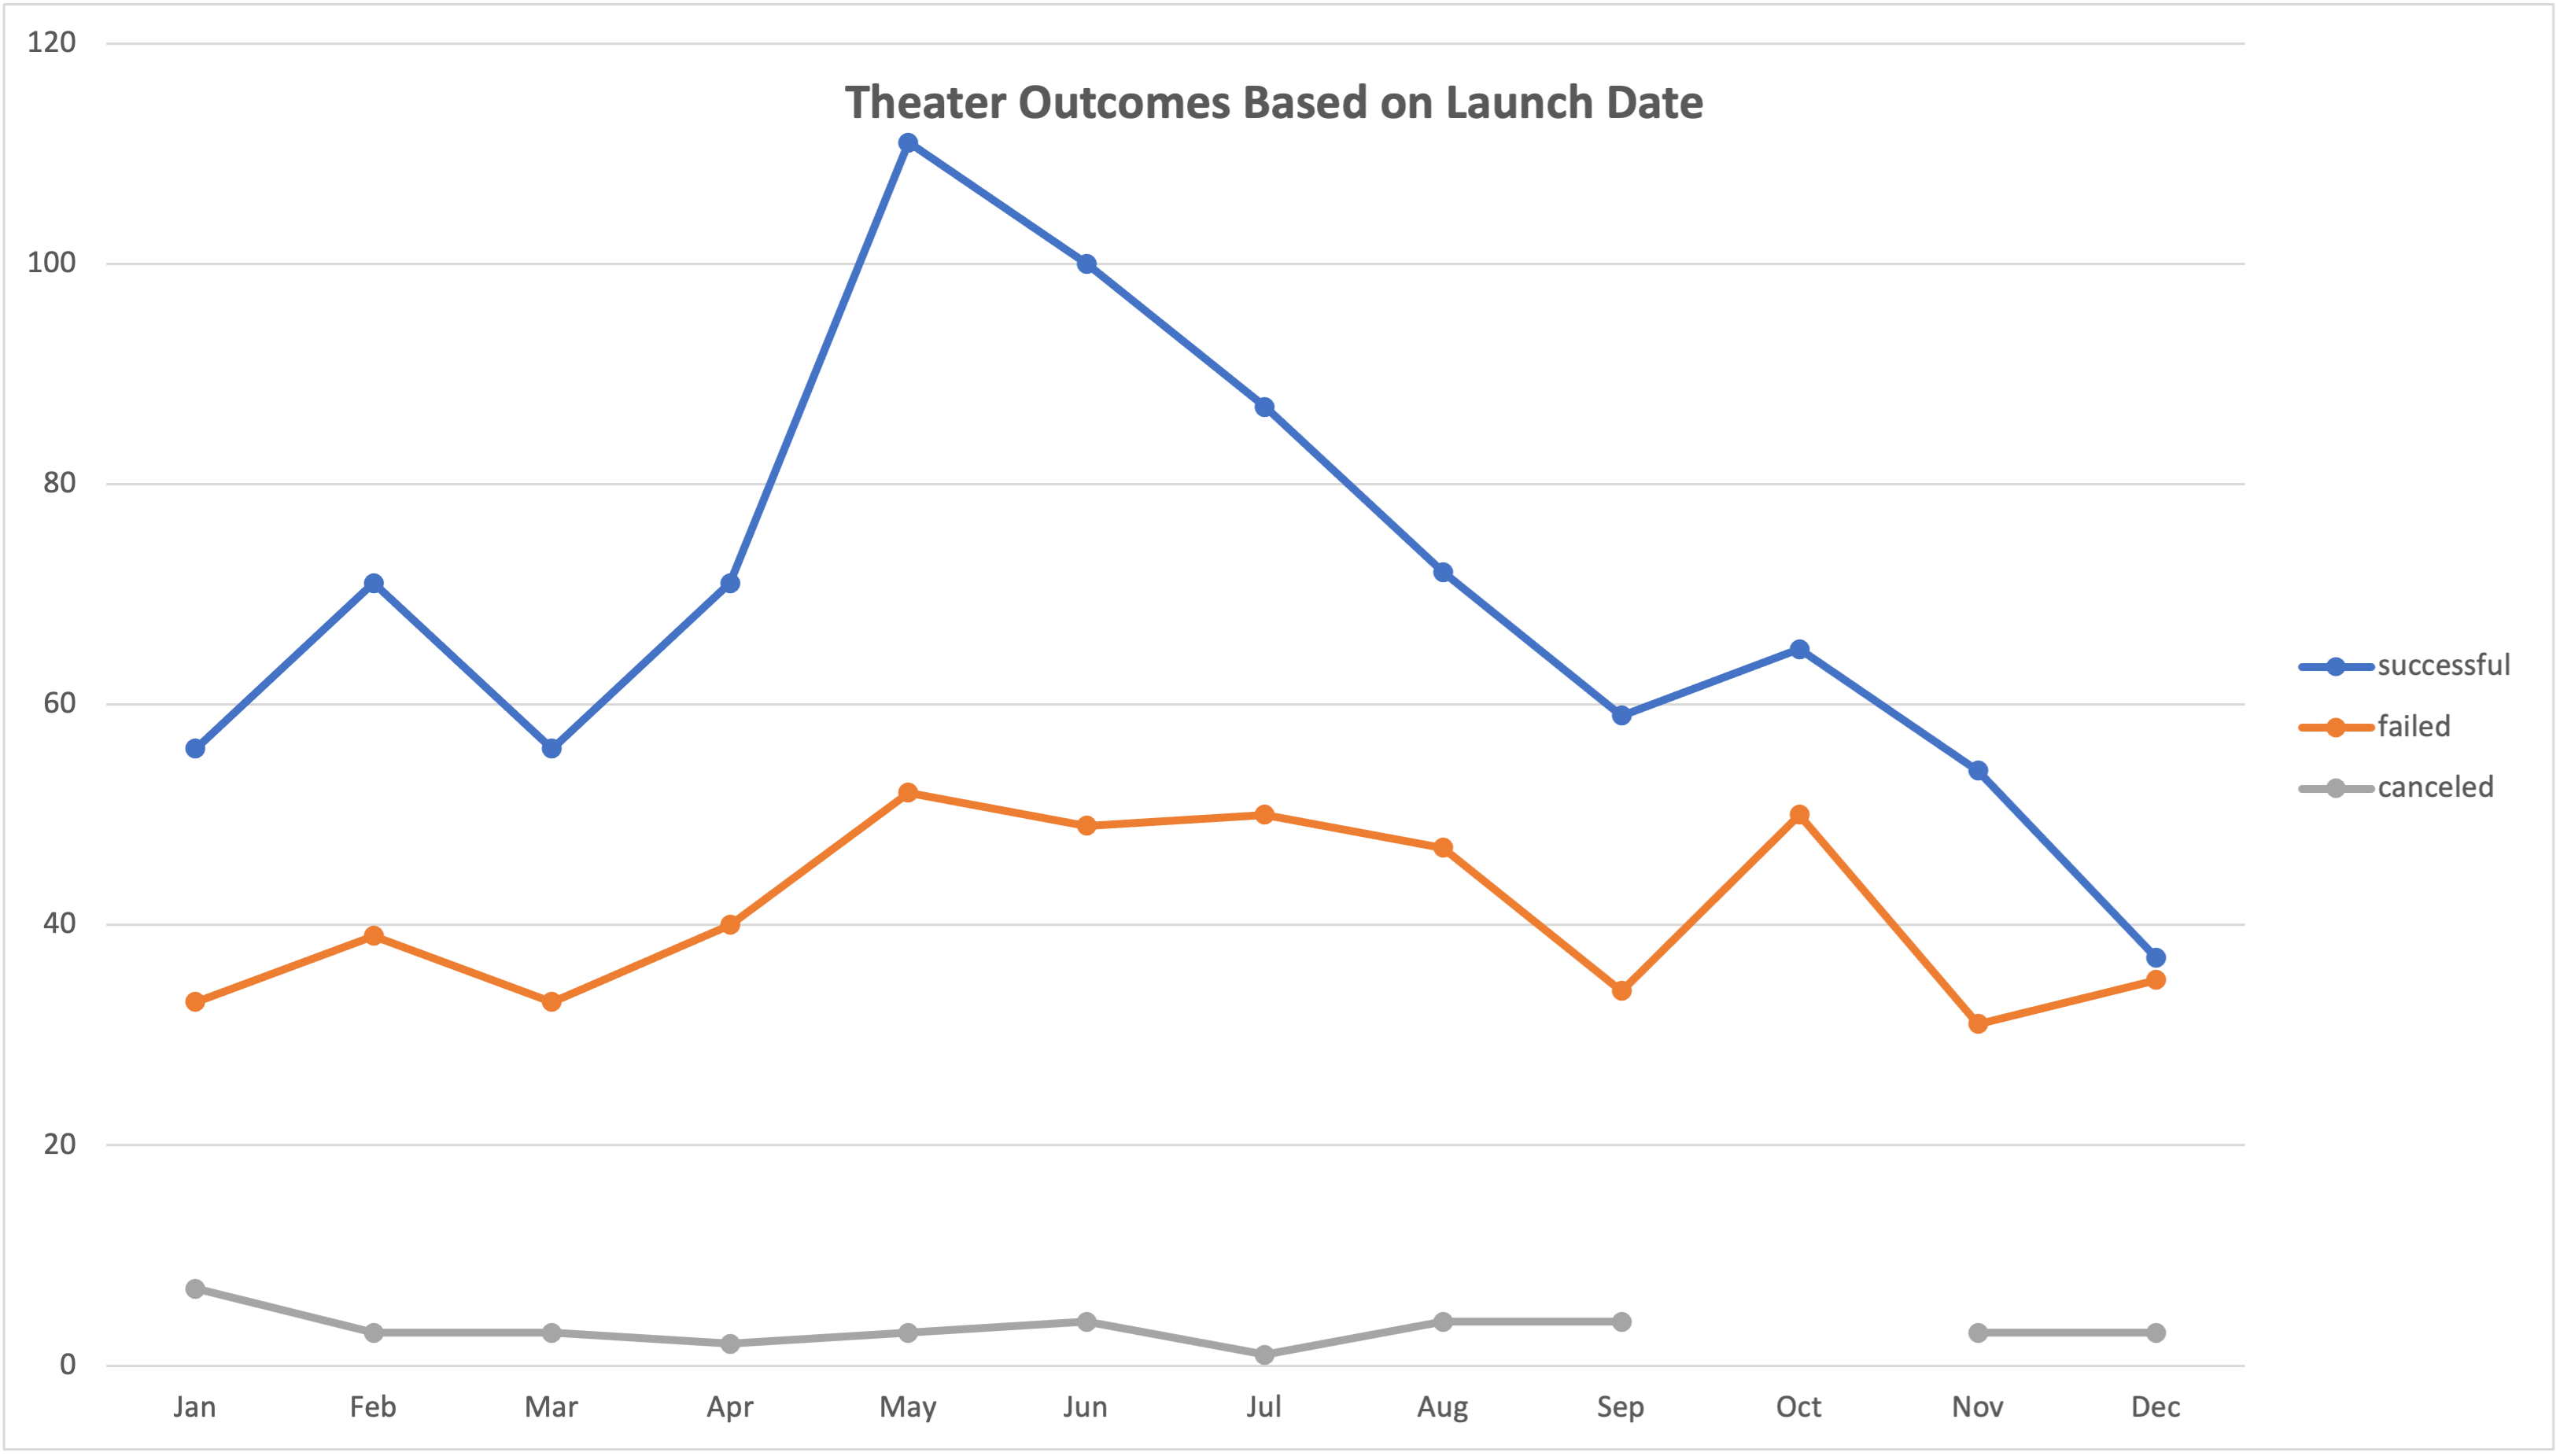 Theater Outcomes Based on Launch Date
120
100
80
60
40
20
0
Jan Feb Mar Apr May Jun Jul Aug Sep Oct Nov Dec
successful
failed
canceled